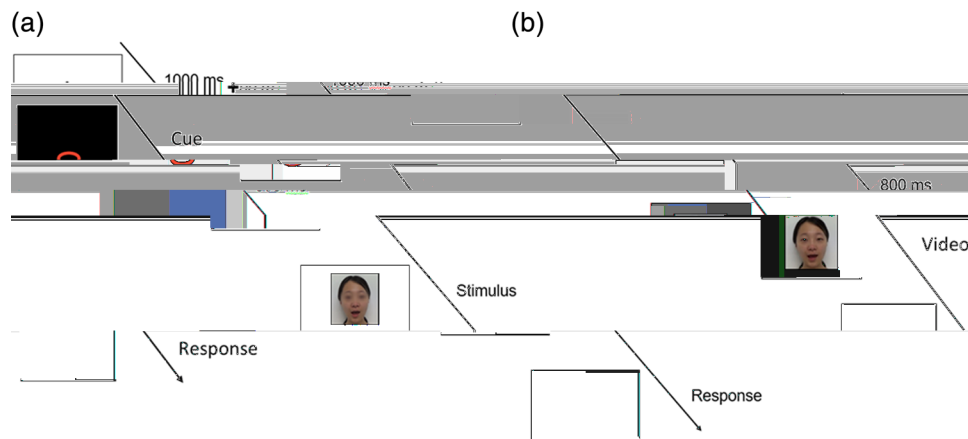 (a)
(b)
1000 ms
Cue
800 ms
Video
Stimulus
Response
Response